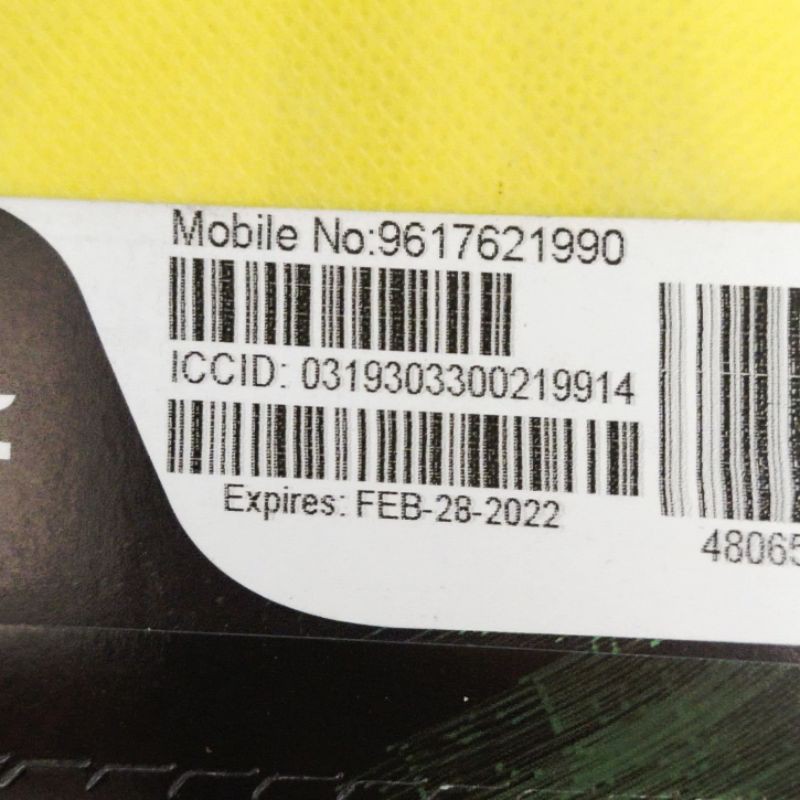 Mobile No:9617621990
ICCID: 0319303300219914
Expires: FEB-28-2022
48065